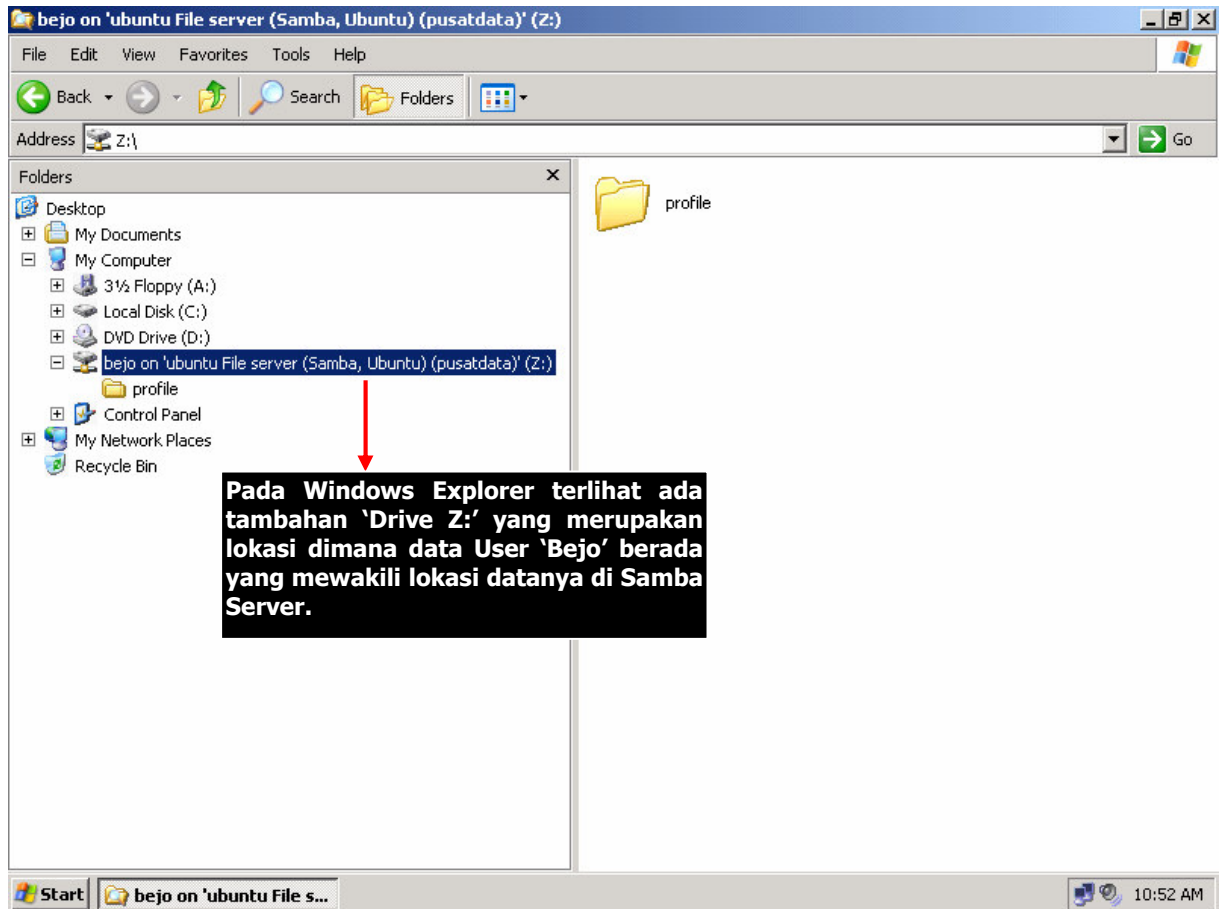 bejo on 'ubuntu File server (Samba, Ubuntu) (pusatdata)' (Z:)
File Edit View Favorites Tools Help
Back Search Folders
Address Z:\ Go
Folders
Desktop
My Documents
My Computer
3½ Floppy (A:)
Local Disk (C:)
DVD Drive (D:)
bejo on 'ubuntu File server (Samba, Ubuntu) (pusatdata)' (Z:)
profile
Control Panel
My Network Places
Recycle Bin
profile
Pada Windows Explorer terlihat ada
tambahan ‘Drive Z:’ yang merupakan
lokasi dimana data User ‘Bejo’ berada
yang mewakili lokasi datanya di Samba
Server.
Start bejo on 'ubuntu File s... 10:52 AM